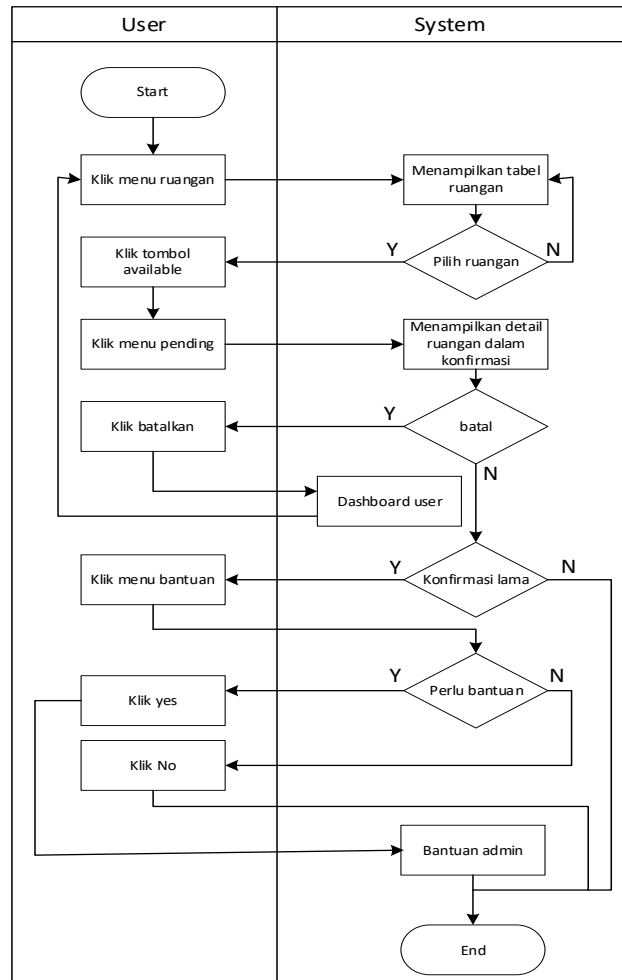 User
System
Start
Klik menu ruangan
Menampilkan tabel
ruangan
Klik tombol
available
Y
Pilih ruangan
N
Klik menu pending
Menampilkan detail
ruangan dalam
konfirmasi
Klik batalkan
Y
batal
N
Dashboard user
Klik menu bantuan
Y
Konfirmasi lama
N
Klik yes
Y
Perlu bantuan
N
Klik No
Bantuan admin
End